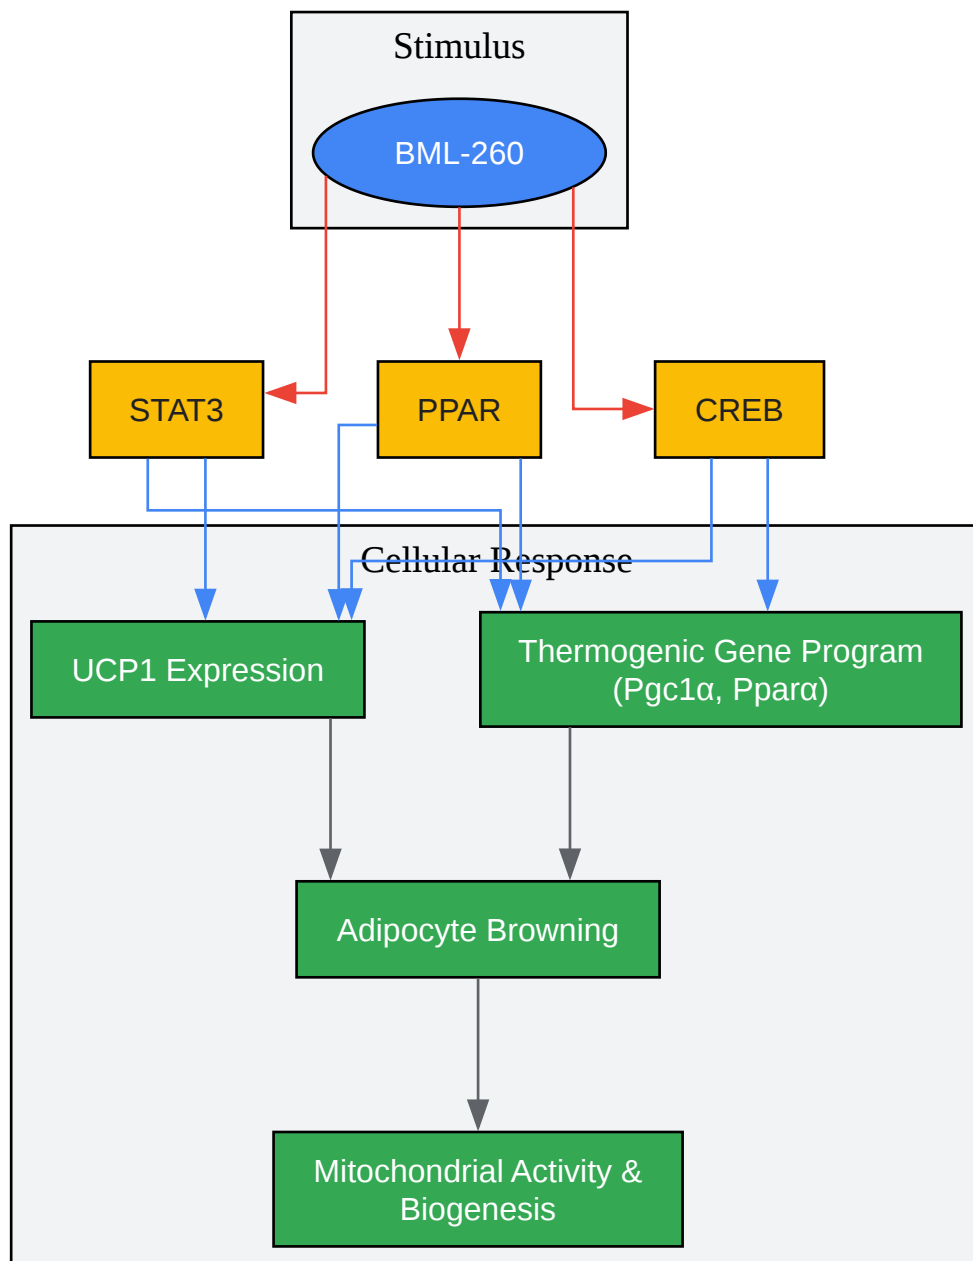 Stimulus
BML-260
STAT3
PPAR
CREB
Cellular Response
UCP1 Expression
Thermogenic Gene Program
(Pgc1α, Pparα)
Adipocyte Browning
Mitochondrial Activity &
Biogenesis